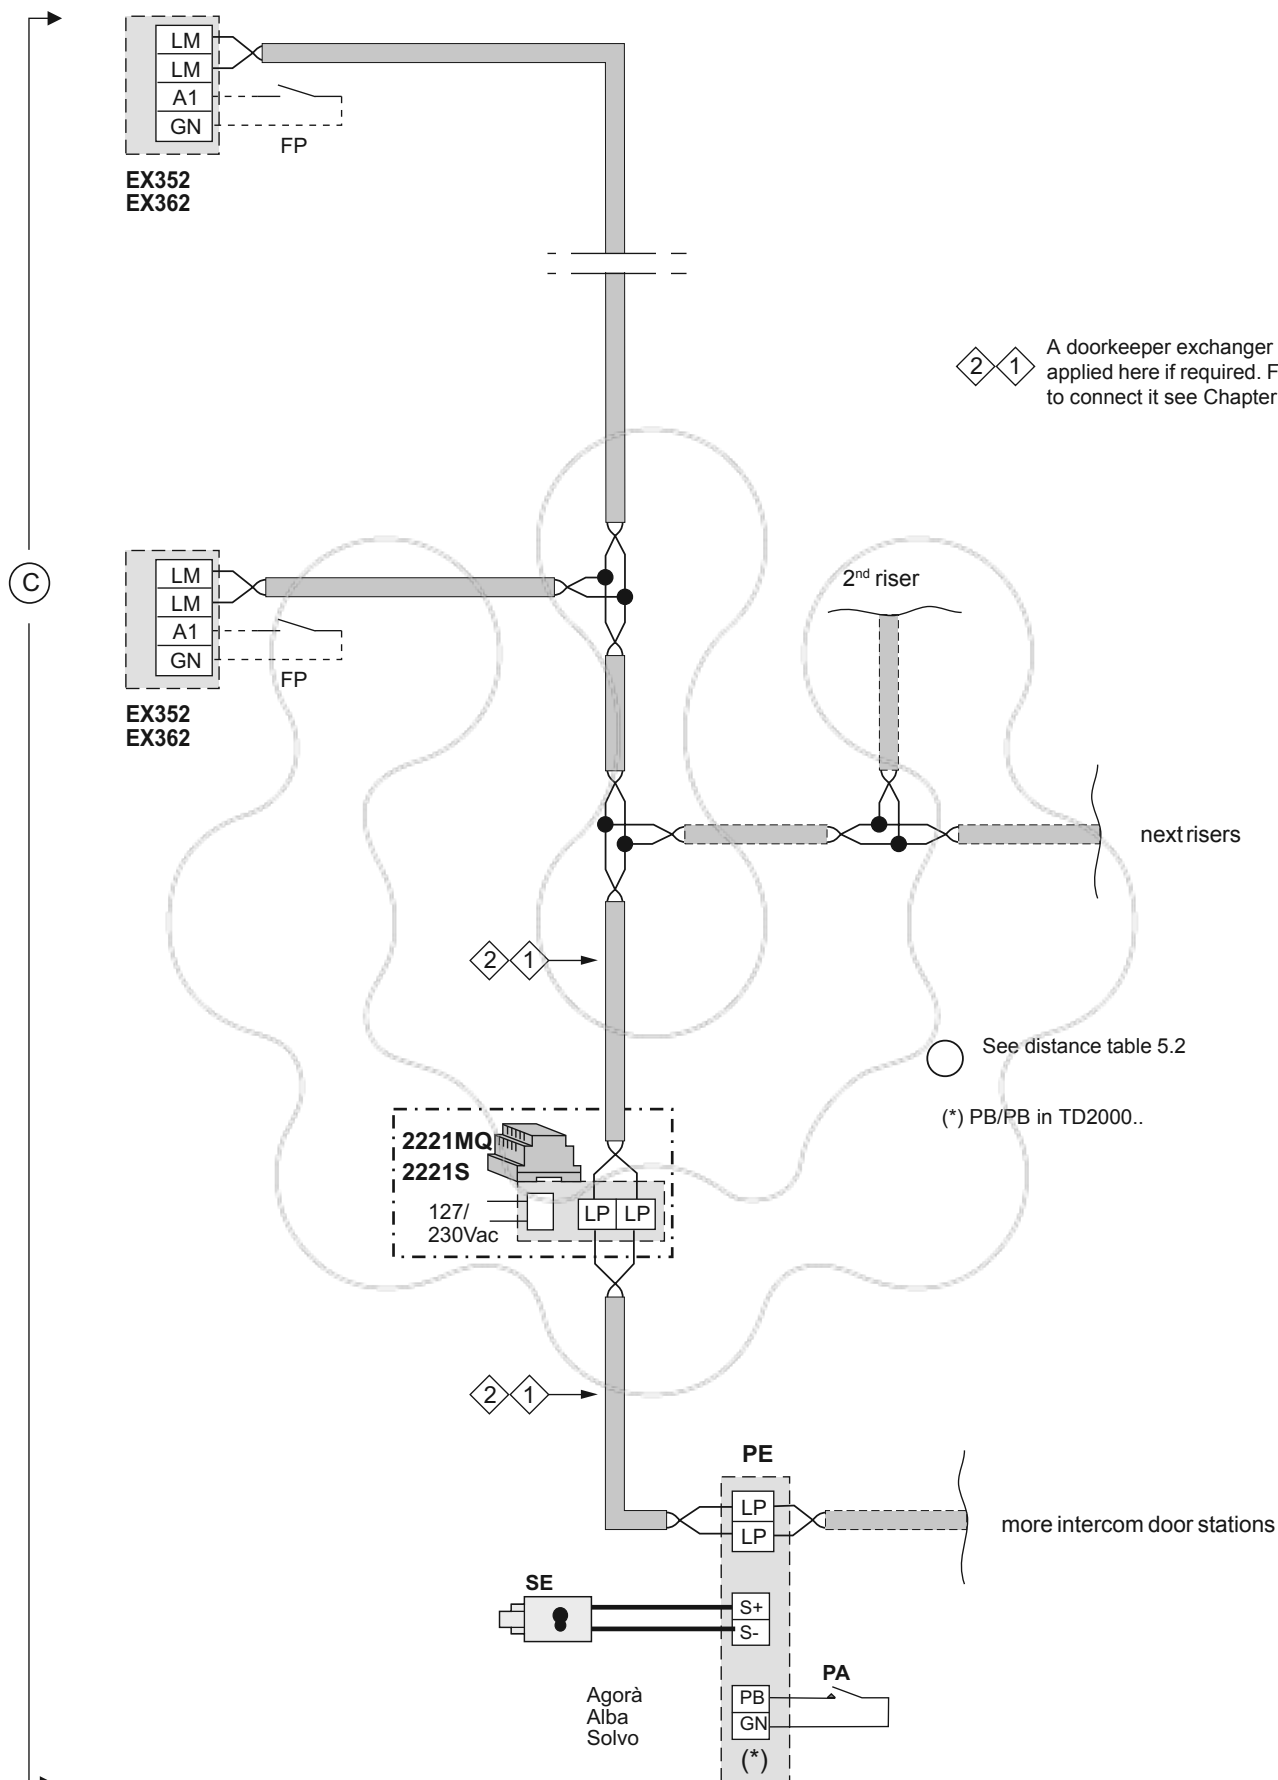 LM
LM
A1
GN
FP
EX352
EX362
2 1 A doorkeeper exchanger
applied here if required. F
to connect it see Chapter
C
LM
LM
A1
GN
FP
EX352
EX362
2nd riser
next risers
2 1
See distance table 5.2
(*) PB/PB in TD2000..
2221MQ
2221S
127/
230Vac
LP LP
2 1
PE
LP
LP
more intercom door stations
SE
S+
S-
Agorà
Alba
Solvo
PA
PB
GN
(*)